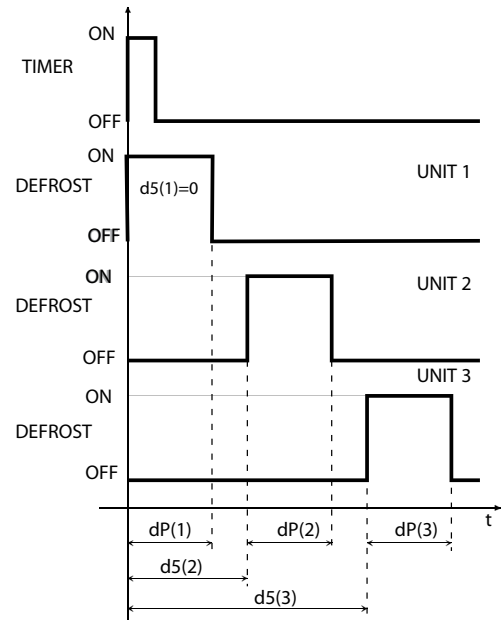 ON
TIMER
OFF
ON
UNIT 1
DEFROST
d5(1)=0
OFF
ON
UNIT 2
DEFROST
OFF
UNIT 3
ON
DEFROST
OFF
t
dP(1)
dP(2)
dP(3)
d5(2)
d5(3)